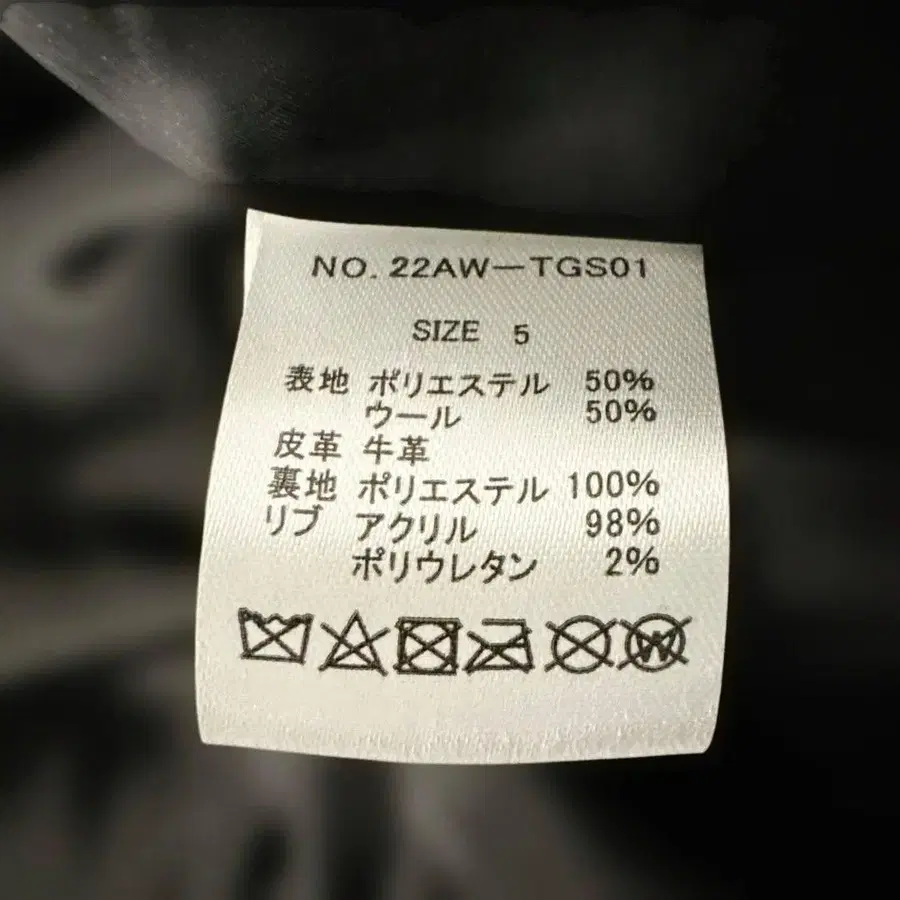 NO. 22AW-TGS01
SIZE 5
表地 ポリエステル 50%
ウール 50%
皮革 牛革
裏地 ポリエステル 100%
リブ アクリル 98%
ポリウレタン 2%
W